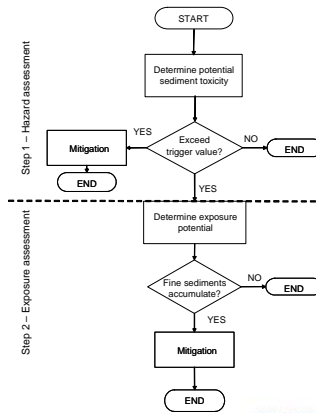 START
Step 1 – Hazard assessment
Determine potential
sediment toxicity
YES
Exceed
trigger value?
NO
Mitigation
END
END
YES
Step 2 – Exposure assessment
Determine exposure
potential
Fine sediments
accumulate?
NO
END
YES
Mitigation
END